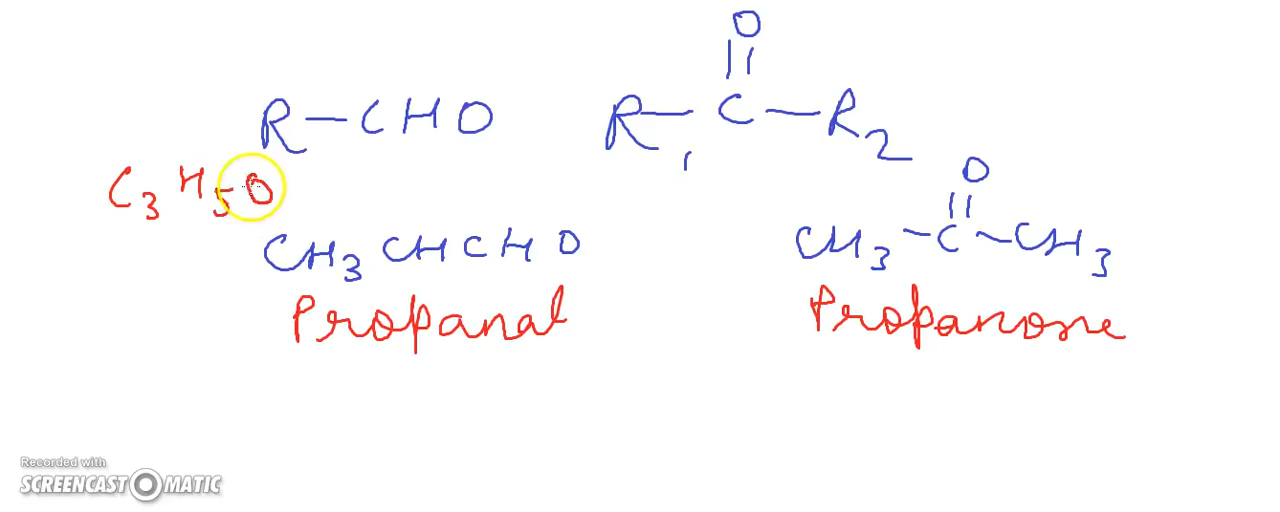 O
R-CHO R1-C-R2
C3H5O O
CH3CHCHO CH3-C-CH3
Propanal Propanone
Recorded with
SCREENCAST-O-MATIC